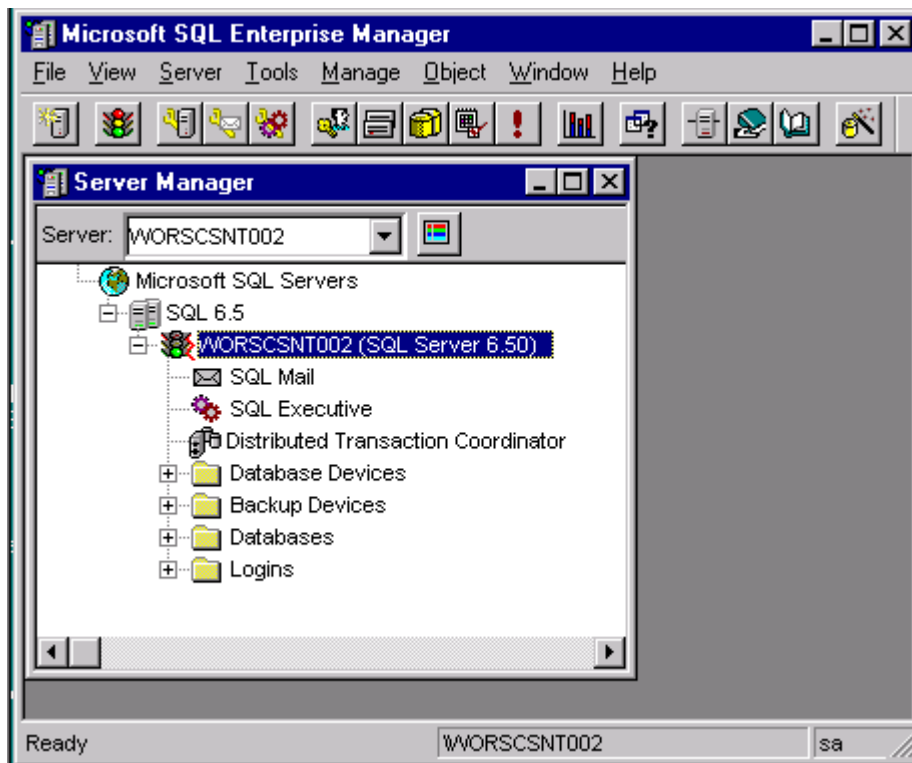 Microsoft SQL Enterprise Manager
File View Server Tools Manage Object Window Help
Server Manager
Server: WORSCSNT002
Microsoft SQL Servers
SQL 6.5
WORSCSNT002 (SQL Server 6.50)
SQL Mail
SQL Executive
Distributed Transaction Coordinator
Database Devices
Backup Devices
Databases
Logins
Ready \WORSCSNT002 sa